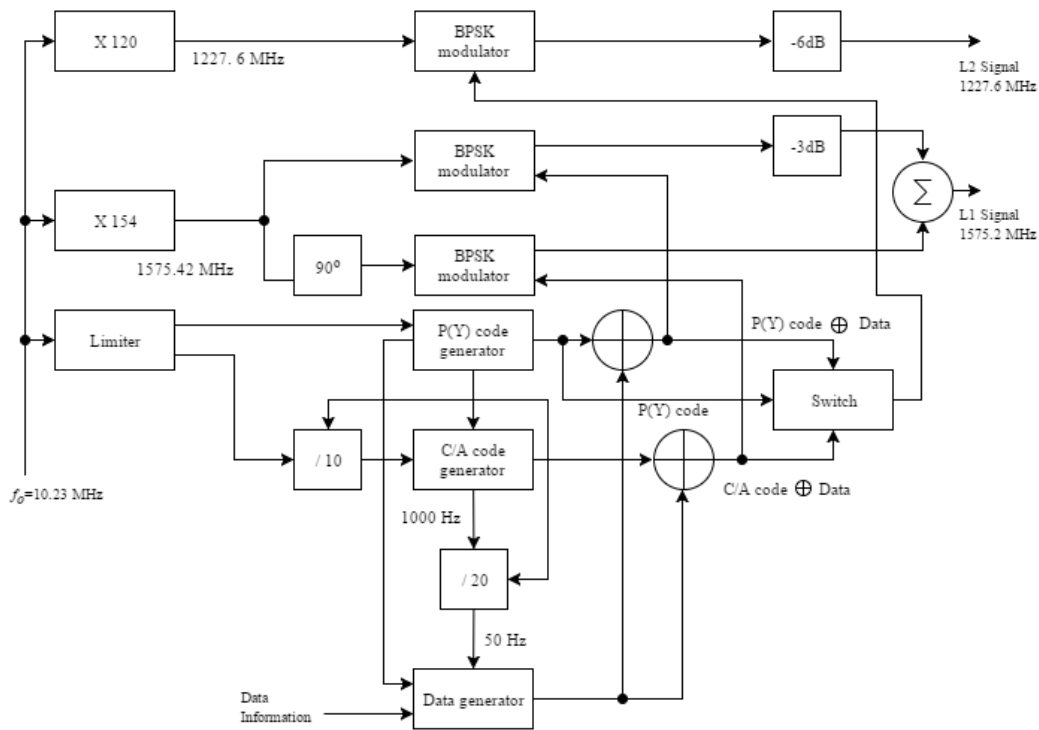 X 120
1227. 6 MHz
BPSK
modulator
-6dB
L2 Signal
1227.6 MHz
BPSK
modulator
-3dB
X 154
1575.42 MHz
90⁰
BPSK
modulator
Σ
L1 Signal
1575.2 MHz
Limiter
P(Y) code
generator
P(Y) code ⊕ Data
Switch
P(Y) code
/ 10
C/A code
generator
C/A code ⊕ Data
f₀=10.23 MHz
1000 Hz
/ 20
50 Hz
Data generator
Data
Information